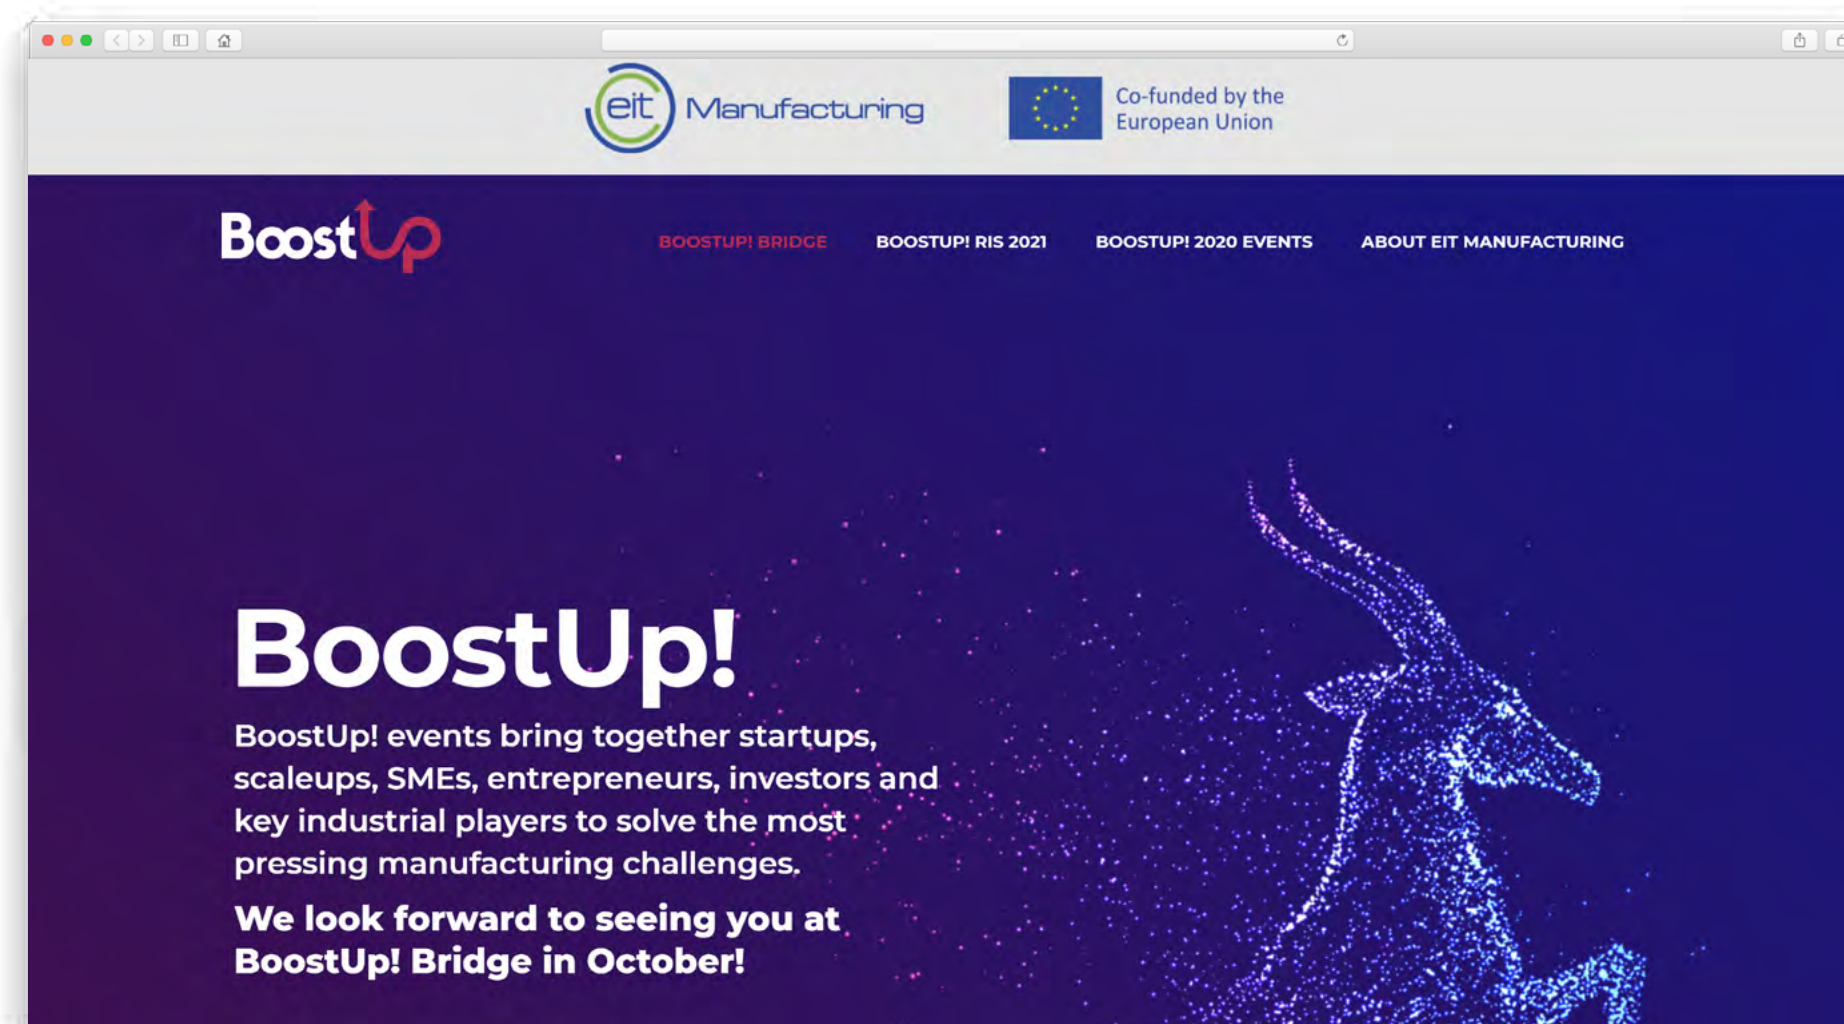 eit Manufacturing
Co-funded by the
European Union
BoostUp
BOOSTUP! BRIDGE
BOOSTUP! RIS 2021
BOOSTUP! 2020 EVENTS
ABOUT EIT MANUFACTURING
BoostUp!
BoostUp! events bring together startups,
scaleups, SMEs, entrepreneurs, investors and
key industrial players to solve the most
pressing manufacturing challenges.
We look forward to seeing you at
BoostUp! Bridge in October!